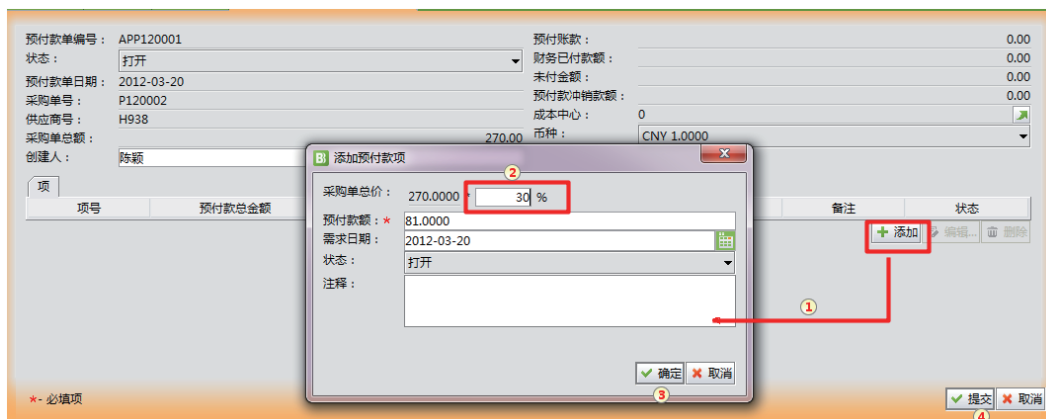 预付款单编号： APP120001 预付账款： 0.00
状态： 打开 财务已付款额： 0.00
预付款单日期： 2012-03-20 未付金额： 0.00
采购单号： P120002 预付款冲销款额： 0.00
供应商号： H938 成本中心： 0
采购单总额： 270.00 币种： CNY 1.0000
创建人： 陈颖
BI 添加预付款项
项
②
采购单总价： 270.0000 * 30 %
项号 预付款总金额 备注 状态
预付款额：* 81.0000
添加 编辑... 删除
需求日期： 2012-03-20
状态： 打开
注释：
①
确定 取消
③
*- 必填项
提交 取消
④